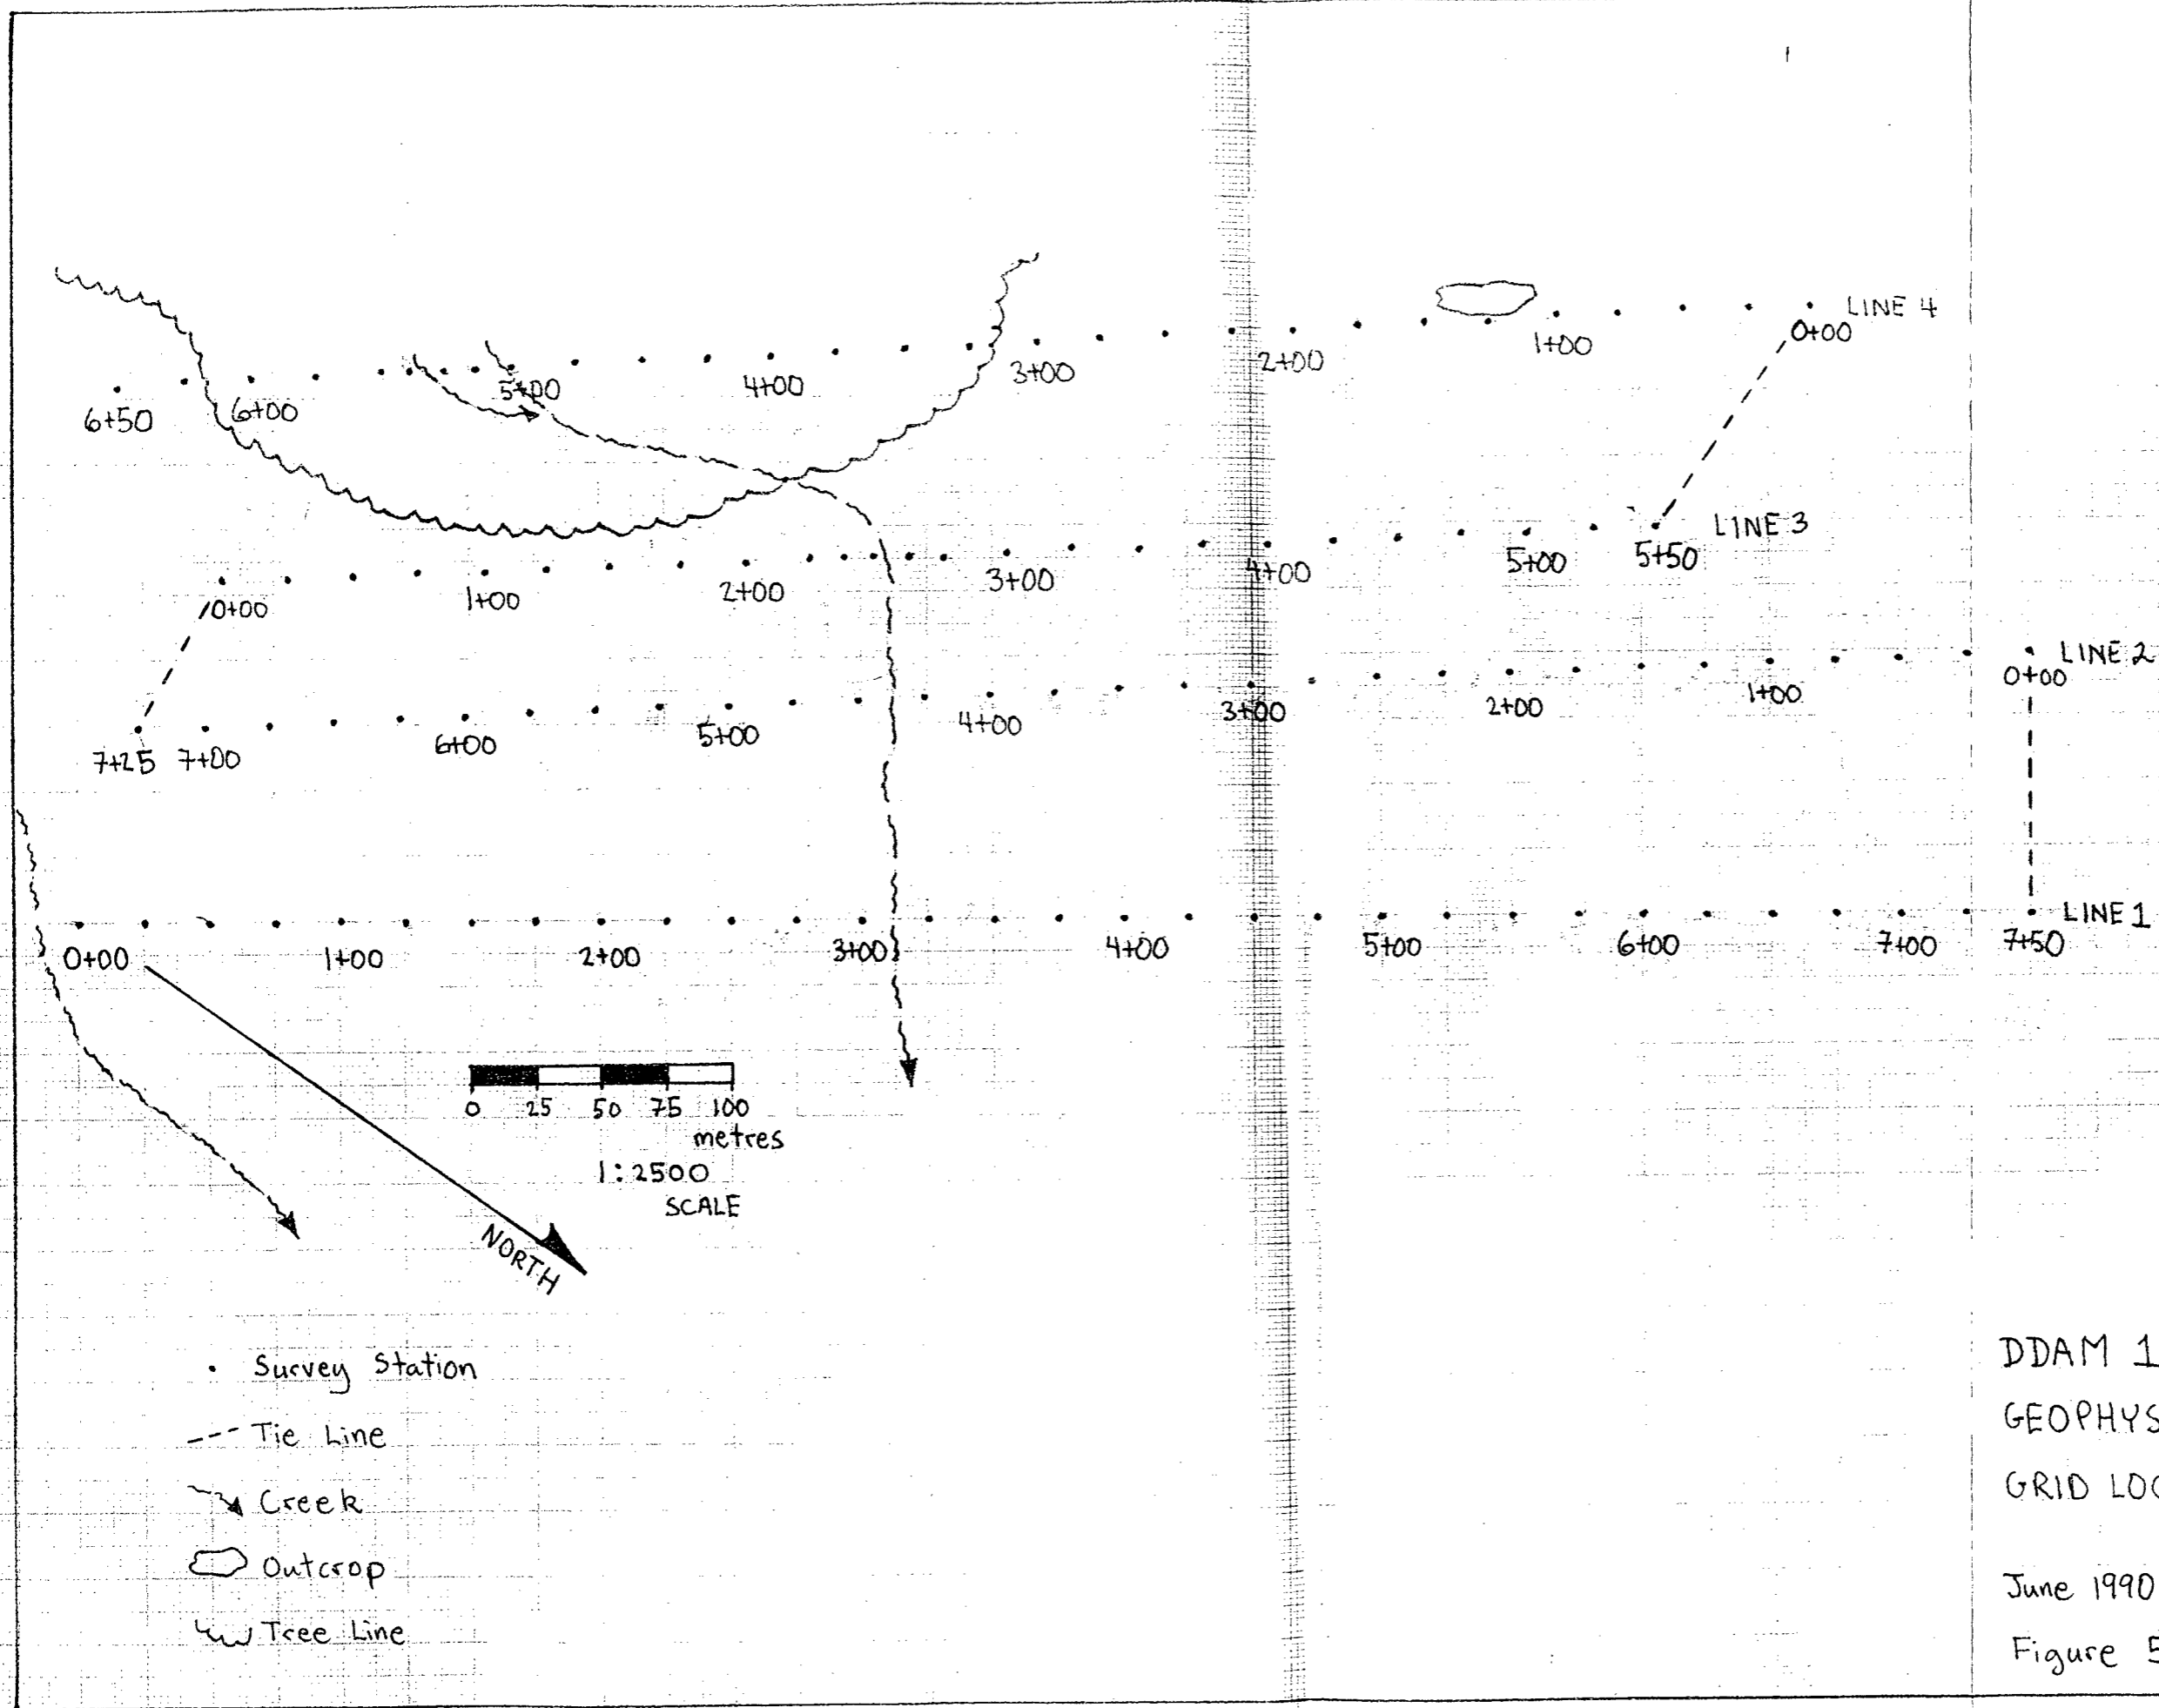 LINE 4
0+00
1+00
2+00
3+00
4+00
5+00
6+00
6+50
LINE 3
0+00
1+00
2+00
3+00
4+00
5+00
5+50
LINE 2
0+00
1+00
2+00
3+00
4+00
5+00
6+00
7+00
7+25
LINE 1
0+00
1+00
2+00
3+00
4+00
5+00
6+00
7+00
7+50
0 25 50 75 100
metres
1:2500
SCALE
NORTH
Survey Station
Tie Line
Creek
Outcrop
Tree Line
DDAM 1
GEOPHYS
GRID LOC
June 1990
Figure 5